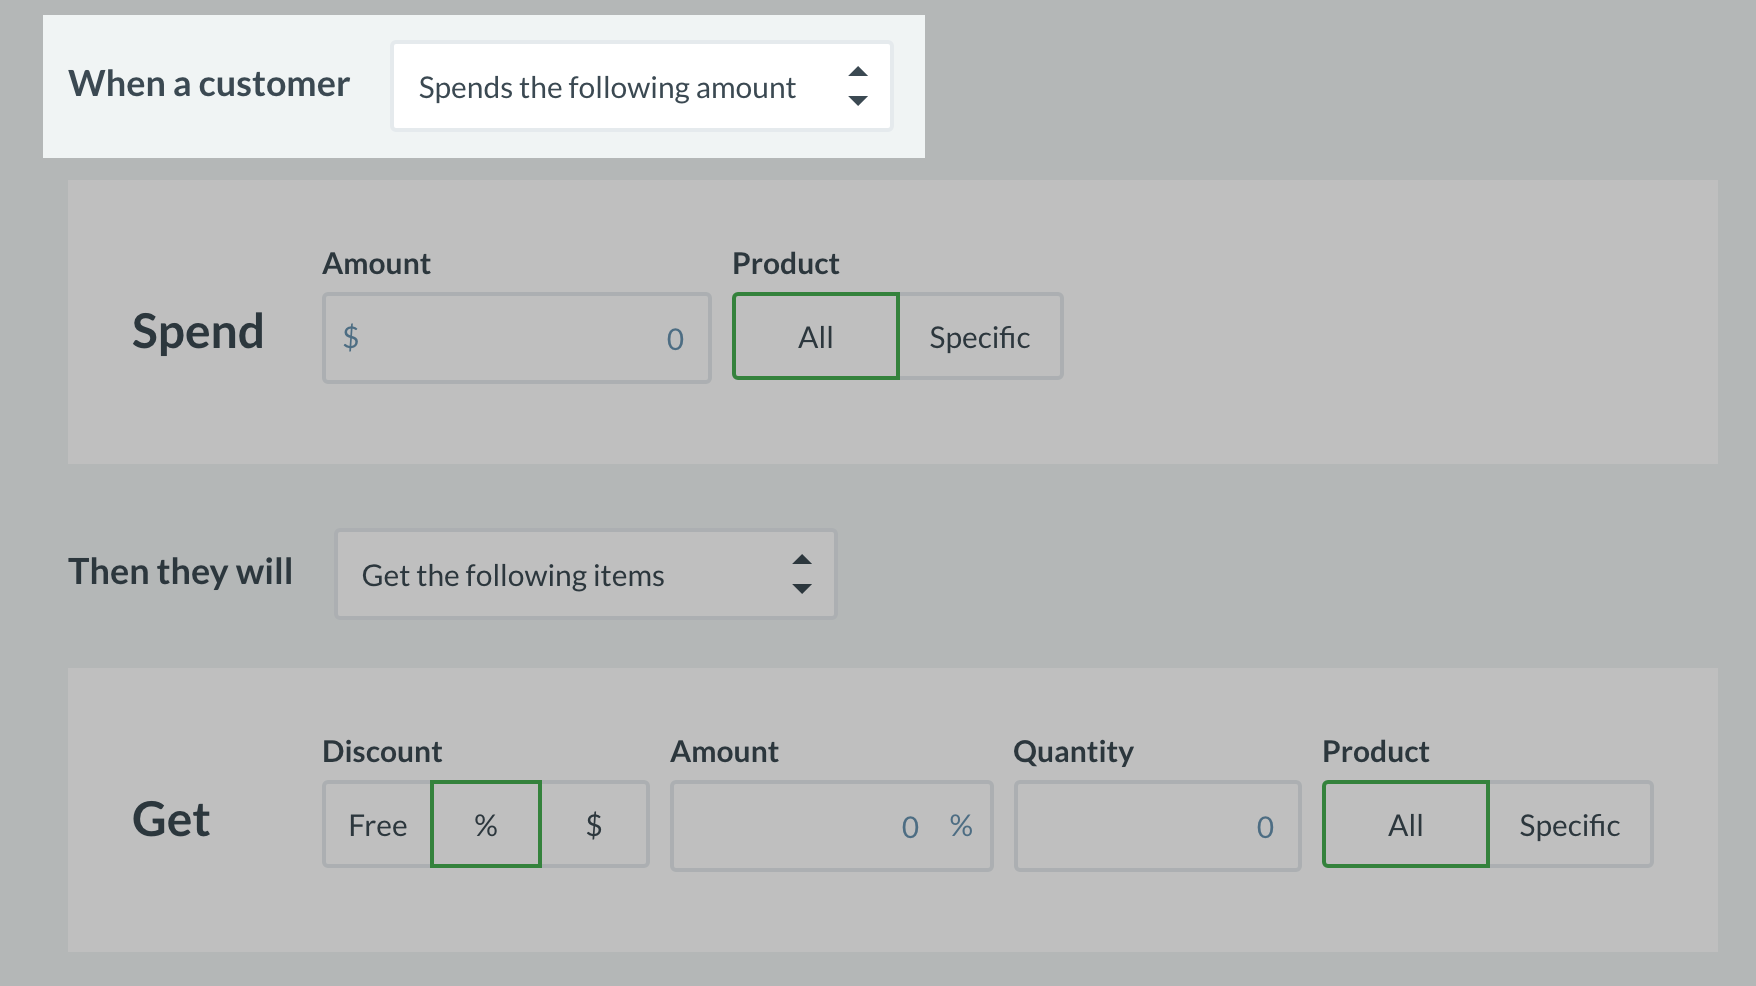 When a customer Spends the following amount
Amount Product
Spend $ 0 All Specific
Then they will Get the following items
Discount Amount Quantity Product
Get Free % $ 0 % 0 All Specific